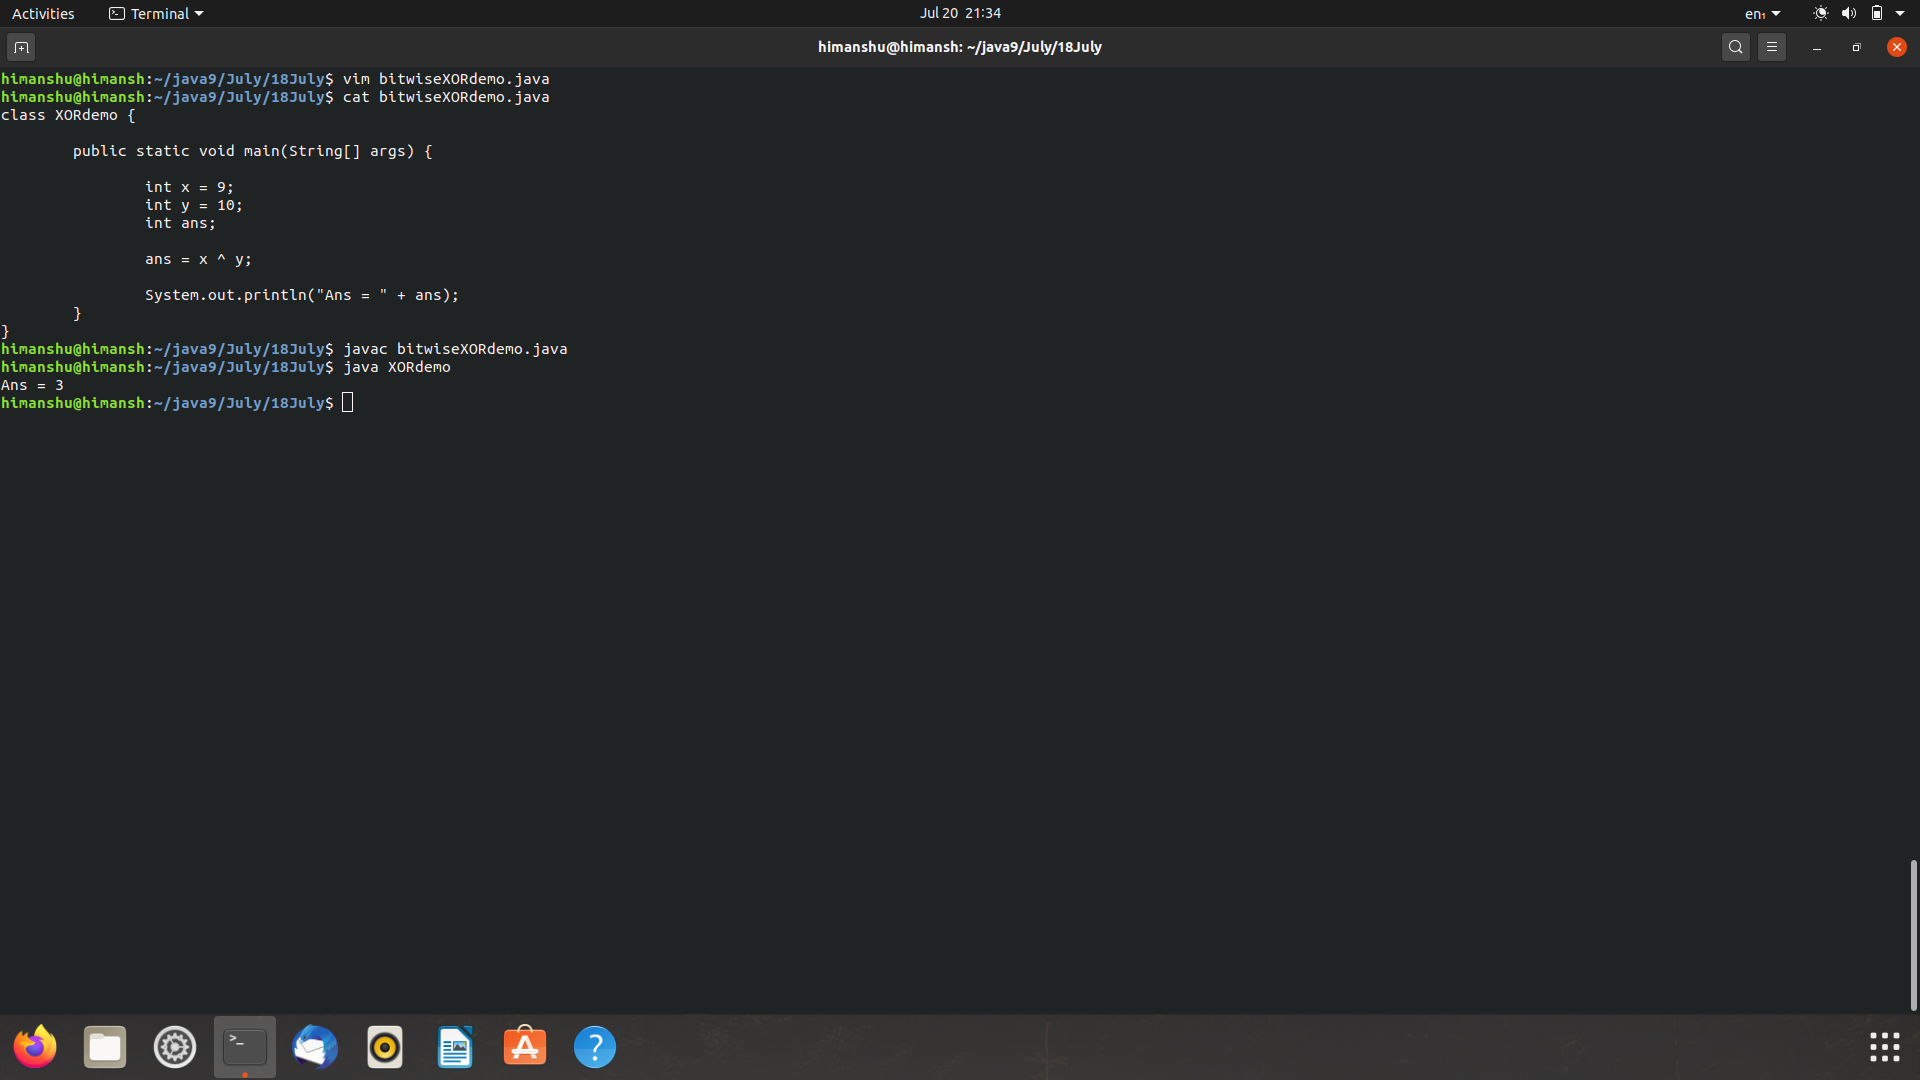 Activities Terminal Jul 20 21:34 en₁
himanshu@himansh: ~/java9/July/18July
himanshu@himansh:~/java9/July/18July$ vim bitwiseXORdemo.java
himanshu@himansh:~/java9/July/18July$ cat bitwiseXORdemo.java
class XORdemo {
        public static void main(String[] args) {
                int x = 9;
                int y = 10;
                int ans;
                ans = x ^ y;
                System.out.println("Ans = " + ans);
        }
}
himanshu@himansh:~/java9/July/18July$ javac bitwiseXORdemo.java
himanshu@himansh:~/java9/July/18July$ java XORdemo
Ans = 3
himanshu@himansh:~/java9/July/18July$